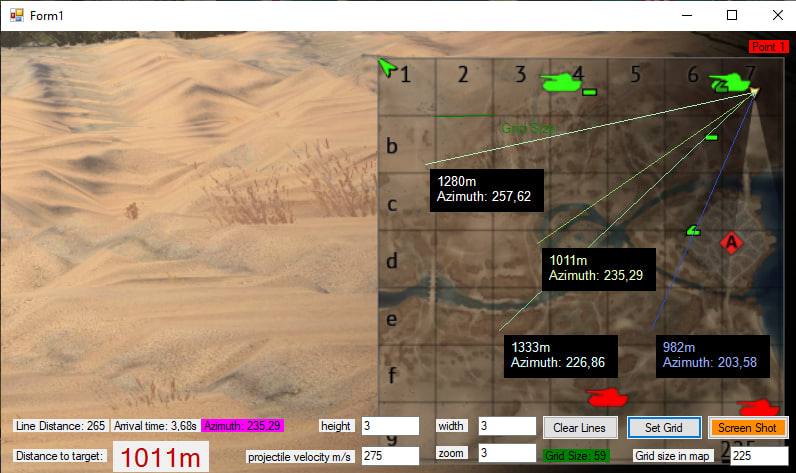 Form1
Point 1
1 2 3 4 5 6 7
Grid Size
b
1280m
Azimuth: 257,62
c
A
d
1011m
Azimuth: 235,29
e
1333m
Azimuth: 226,86
982m
Azimuth: 203,58
f
Line Distance: 265 Arrival time: 3,68s Azimuth: 235,29 height 3 width 3 Clear Lines Set Grid Screen Shot
g
Distance to target: 1011m projectile velocity m/s 275 zoom 3 Grid Size: 59 Grid size in map 225